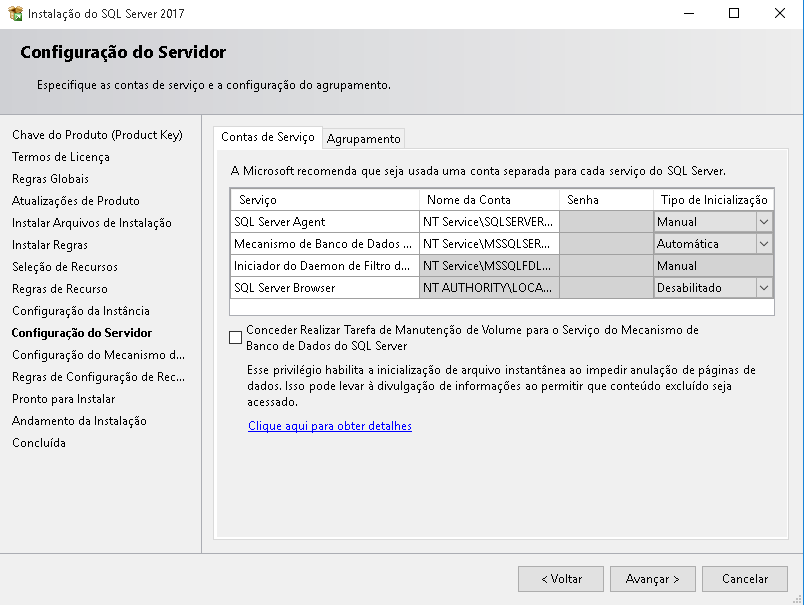 Instalação do SQL Server 2017
Configuração do Servidor
Especifique as contas de serviço e a configuração do agrupamento.
Chave do Produto (Product Key)
Termos de Licença
Regras Globais
Atualizações de Produto
Instalar Arquivos de Instalação
Instalar Regras
Seleção de Recursos
Regras de Recurso
Configuração da Instância
Configuração do Servidor
Configuração do Mecanismo d...
Regras de Configuração de Rec...
Pronto para Instalar
Andamento da Instalação
Concluída
Contas de Serviço Agrupamento
A Microsoft recomenda que seja usada uma conta separada para cada serviço do SQL Server.
Serviço Nome da Conta Senha Tipo de Inicialização
SQL Server Agent NT Service\SQLSERVER... Manual
Mecanismo de Banco de Dados ... NT Service\MSSQLSER... Automática
Iniciador do Daemon de Filtro d... NT Service\MSSQLFDL... Manual
SQL Server Browser NT AUTHORITY\LOCA... Desabilitado
Conceder Realizar Tarefa de Manutenção de Volume para o Serviço do Mecanismo de
Banco de Dados do SQL Server
Esse privilégio habilita a inicialização de arquivo instantânea ao impedir anulação de páginas de
dados. Isso pode levar à divulgação de informações ao permitir que conteúdo excluído seja
acessado.
Clique aqui para obter detalhes
< Voltar Avançar > Cancelar